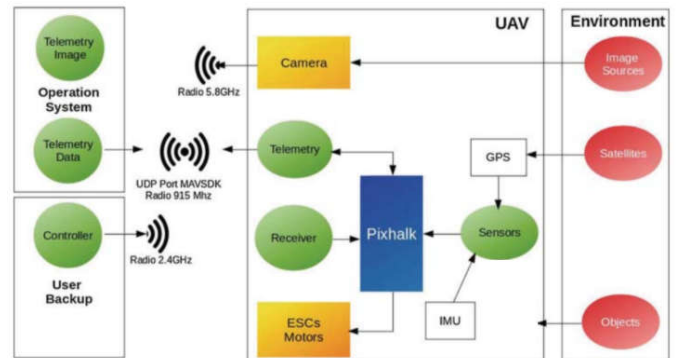 UAV
Environment
Telemetry
Image
Operation
System
Radio 5.8GHz
Camera
Image
Sources
Telemetry
Data
UDP Port MAVSDK
Radio 915 Mhz
Telemetry
GPS
Satellites
Controller
Radio 2.4GHz
User
Backup
Receiver
Pixhalk
Sensors
ESCs
Motors
IMU
Objects